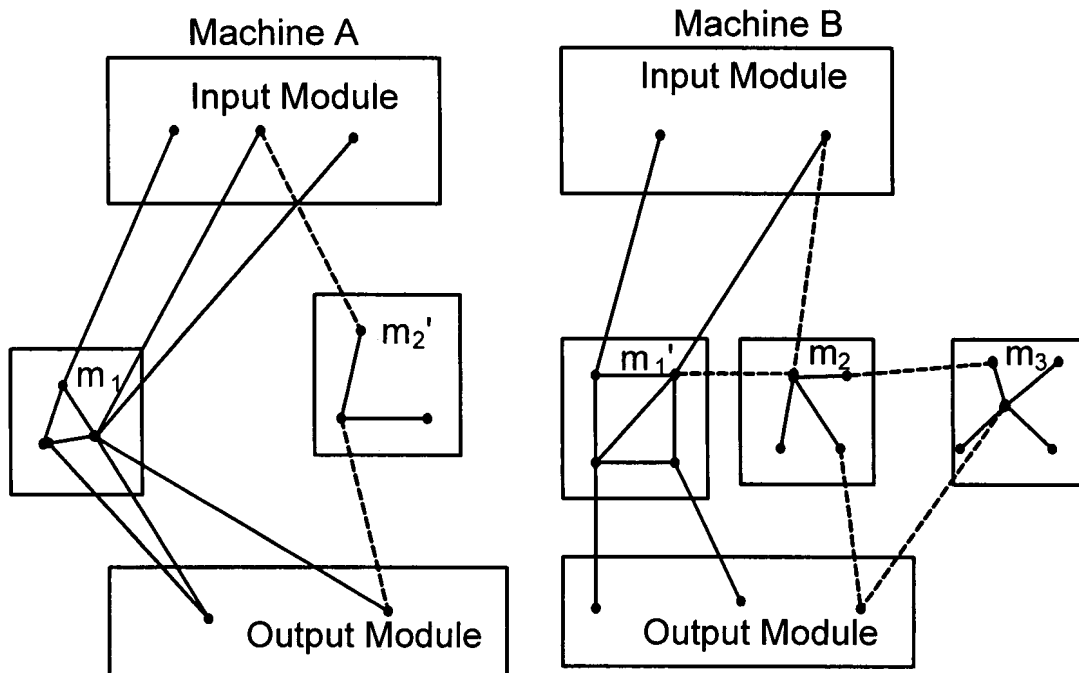 Machine A
Input Module
m₁
m₂'
Output Module
Machine B
Input Module
m₁'
m₂
m₃
Output Module